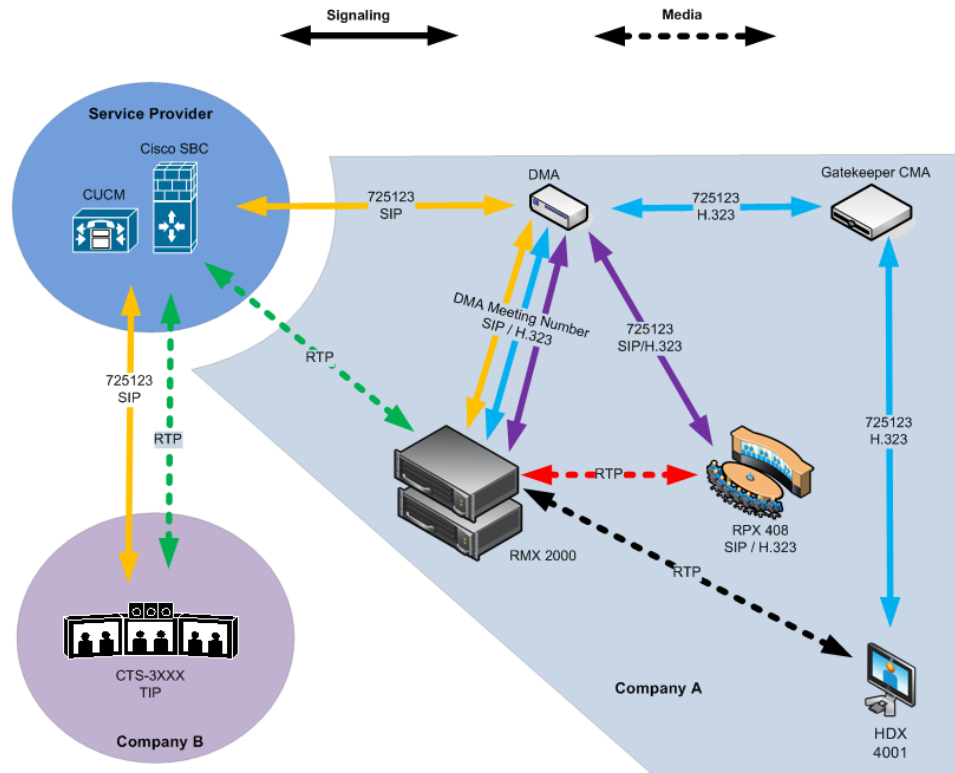 Signaling
Media
Service Provider
Cisco SBC
CUCM
725123
SIP
DMA
725123
H.323
Gatekeeper CMA
DMA Meeting Number
SIP / H.323
725123
SIP/H.323
RTP
725123
SIP
RTP
725123
H.323
RTP
RMX 2000
RPX 408
SIP / H.323
RTP
CTS-3XXX
TIP
Company B
Company A
HDX
4001